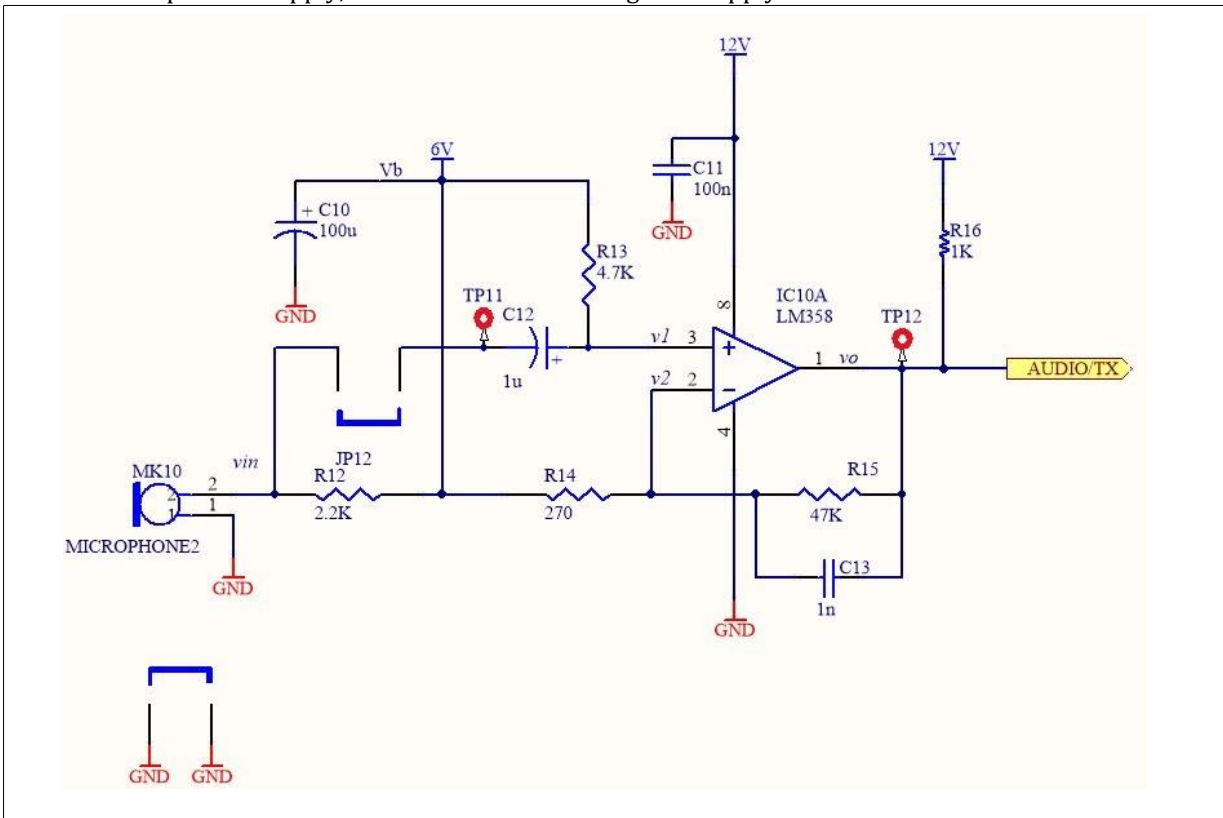 12V
6V
Vb
12V
C11
100n
GND
+ C10
100u
GND
R13
4.7K
R16
1K
TP11
C12
+
1u
IC10A
LM358
8
v1 3
+
v2 2
-
4
1 vo
TP12
AUDIO/TX
vin
MK10
2
2
1
1
MICROPHONE2
GND
JP12
R12
2.2K
R14
270
R15
47K
C13
1n
GND
GND
GND